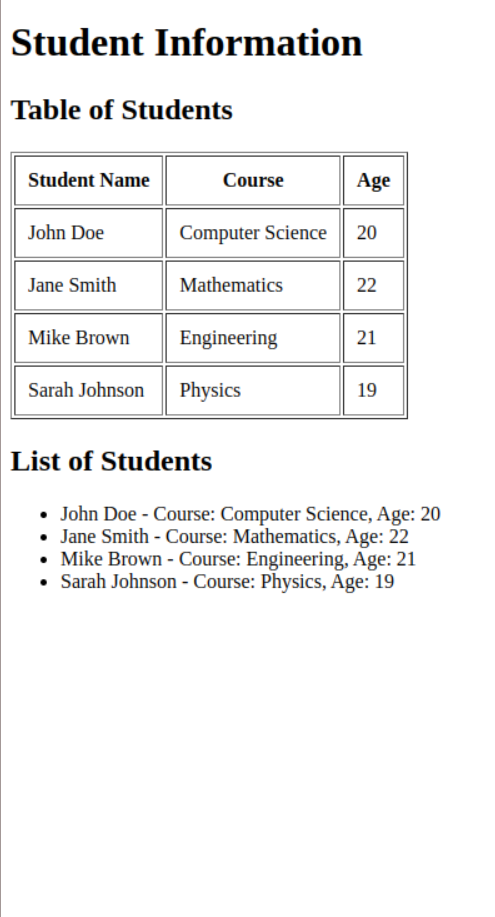 Student Information
Table of Students
Student Name Course Age
John Doe Computer Science 20
Jane Smith Mathematics 22
Mike Brown Engineering 21
Sarah Johnson Physics 19
List of Students
• John Doe - Course: Computer Science, Age: 20
• Jane Smith - Course: Mathematics, Age: 22
• Mike Brown - Course: Engineering, Age: 21
• Sarah Johnson - Course: Physics, Age: 19